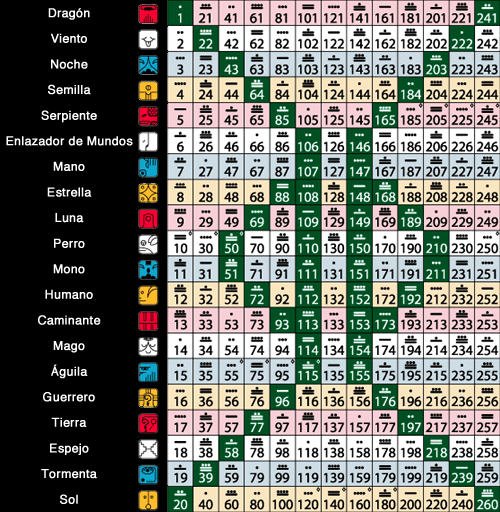 Dragón 1 21 41 61 81 101 121 141 161 181 201 221 241
Viento 2 22 42 62 82 102 122 142 162 182 202 222 242
Noche 3 23 43 63 83 103 123 143 163 183 203 223 243
Semilla 4 24 44 64 84 104 124 144 164 184 204 224 244
Serpiente 5 25 45 65 85 105 125 145 165 185 205 225 245
Enlazador de Mundos 6 26 46 66 86 106 126 146 166 186 206 226 246
Mano 7 27 47 67 87 107 127 147 167 187 207 227 247
Estrella 8 28 48 68 88 108 128 148 168 188 208 228 248
Luna 9 29 49 69 89 109 129 149 169 189 209 229 249
Perro 10 30 50 70 90 110 130 150 170 190 210 230 250
Mono 11 31 51 71 91 111 131 151 171 191 211 231 251
Humano 12 32 52 72 92 112 132 152 172 192 212 232 252
Caminante 13 33 53 73 93 113 133 153 173 193 213 233 253
Mago 14 34 54 74 94 114 134 154 174 194 214 234 254
Águila 15 35 55 75 95 115 135 155 175 195 215 235 255
Guerrero 16 36 56 76 96 116 136 156 176 196 216 236 256
Tierra 17 37 57 77 97 117 137 157 177 197 217 237 257
Espejo 18 38 58 78 98 118 138 158 178 198 218 238 258
Tormenta 19 39 59 79 99 119 139 159 179 199 219 239 259
Sol 20 40 60 80 100 120 140 160 180 200 220 240 260